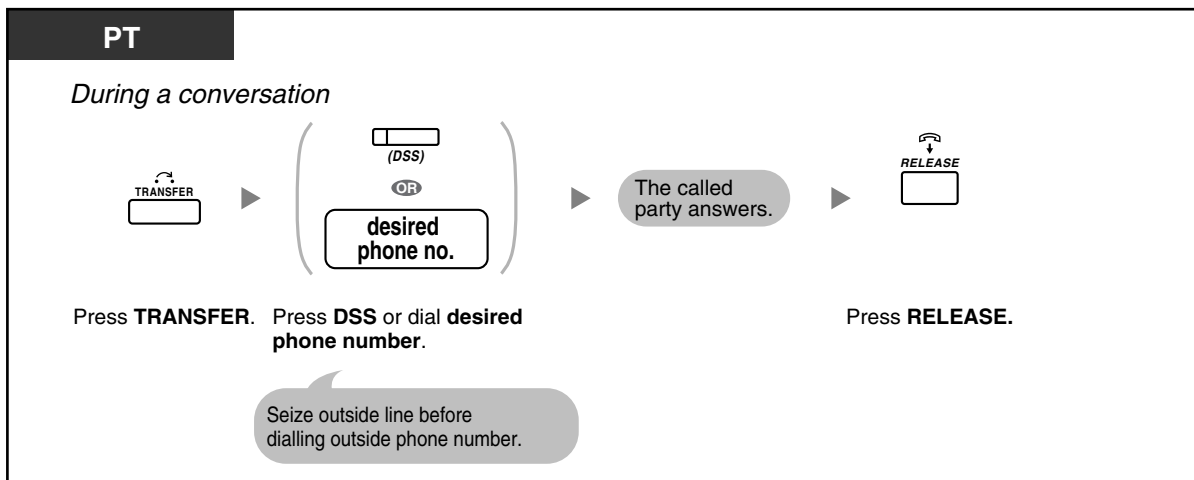 PT
During a conversation
TRANSFER
(DSS)
OR
desired
phone no.
The called
party answers.
RELEASE
Press TRANSFER.
Press DSS or dial desired
phone number.
Press RELEASE.
Seize outside line before
dialling outside phone number.